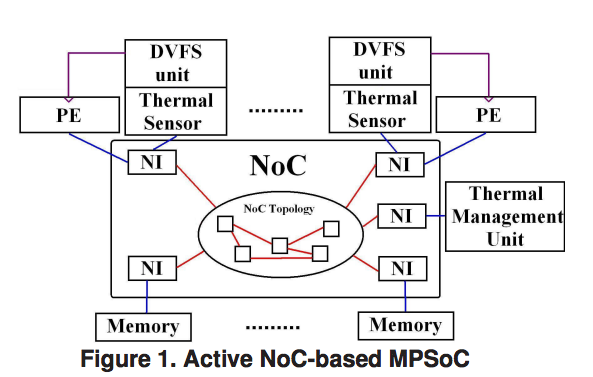 DVFS
unit
Thermal
Sensor
.........
DVFS
unit
Thermal
Sensor
PE
PE
NI
NoC
NI
NoC Topology
NI
Thermal
Management
Unit
NI
NI
Memory
.........
Memory
Figure 1. Active NoC-based MPSoC